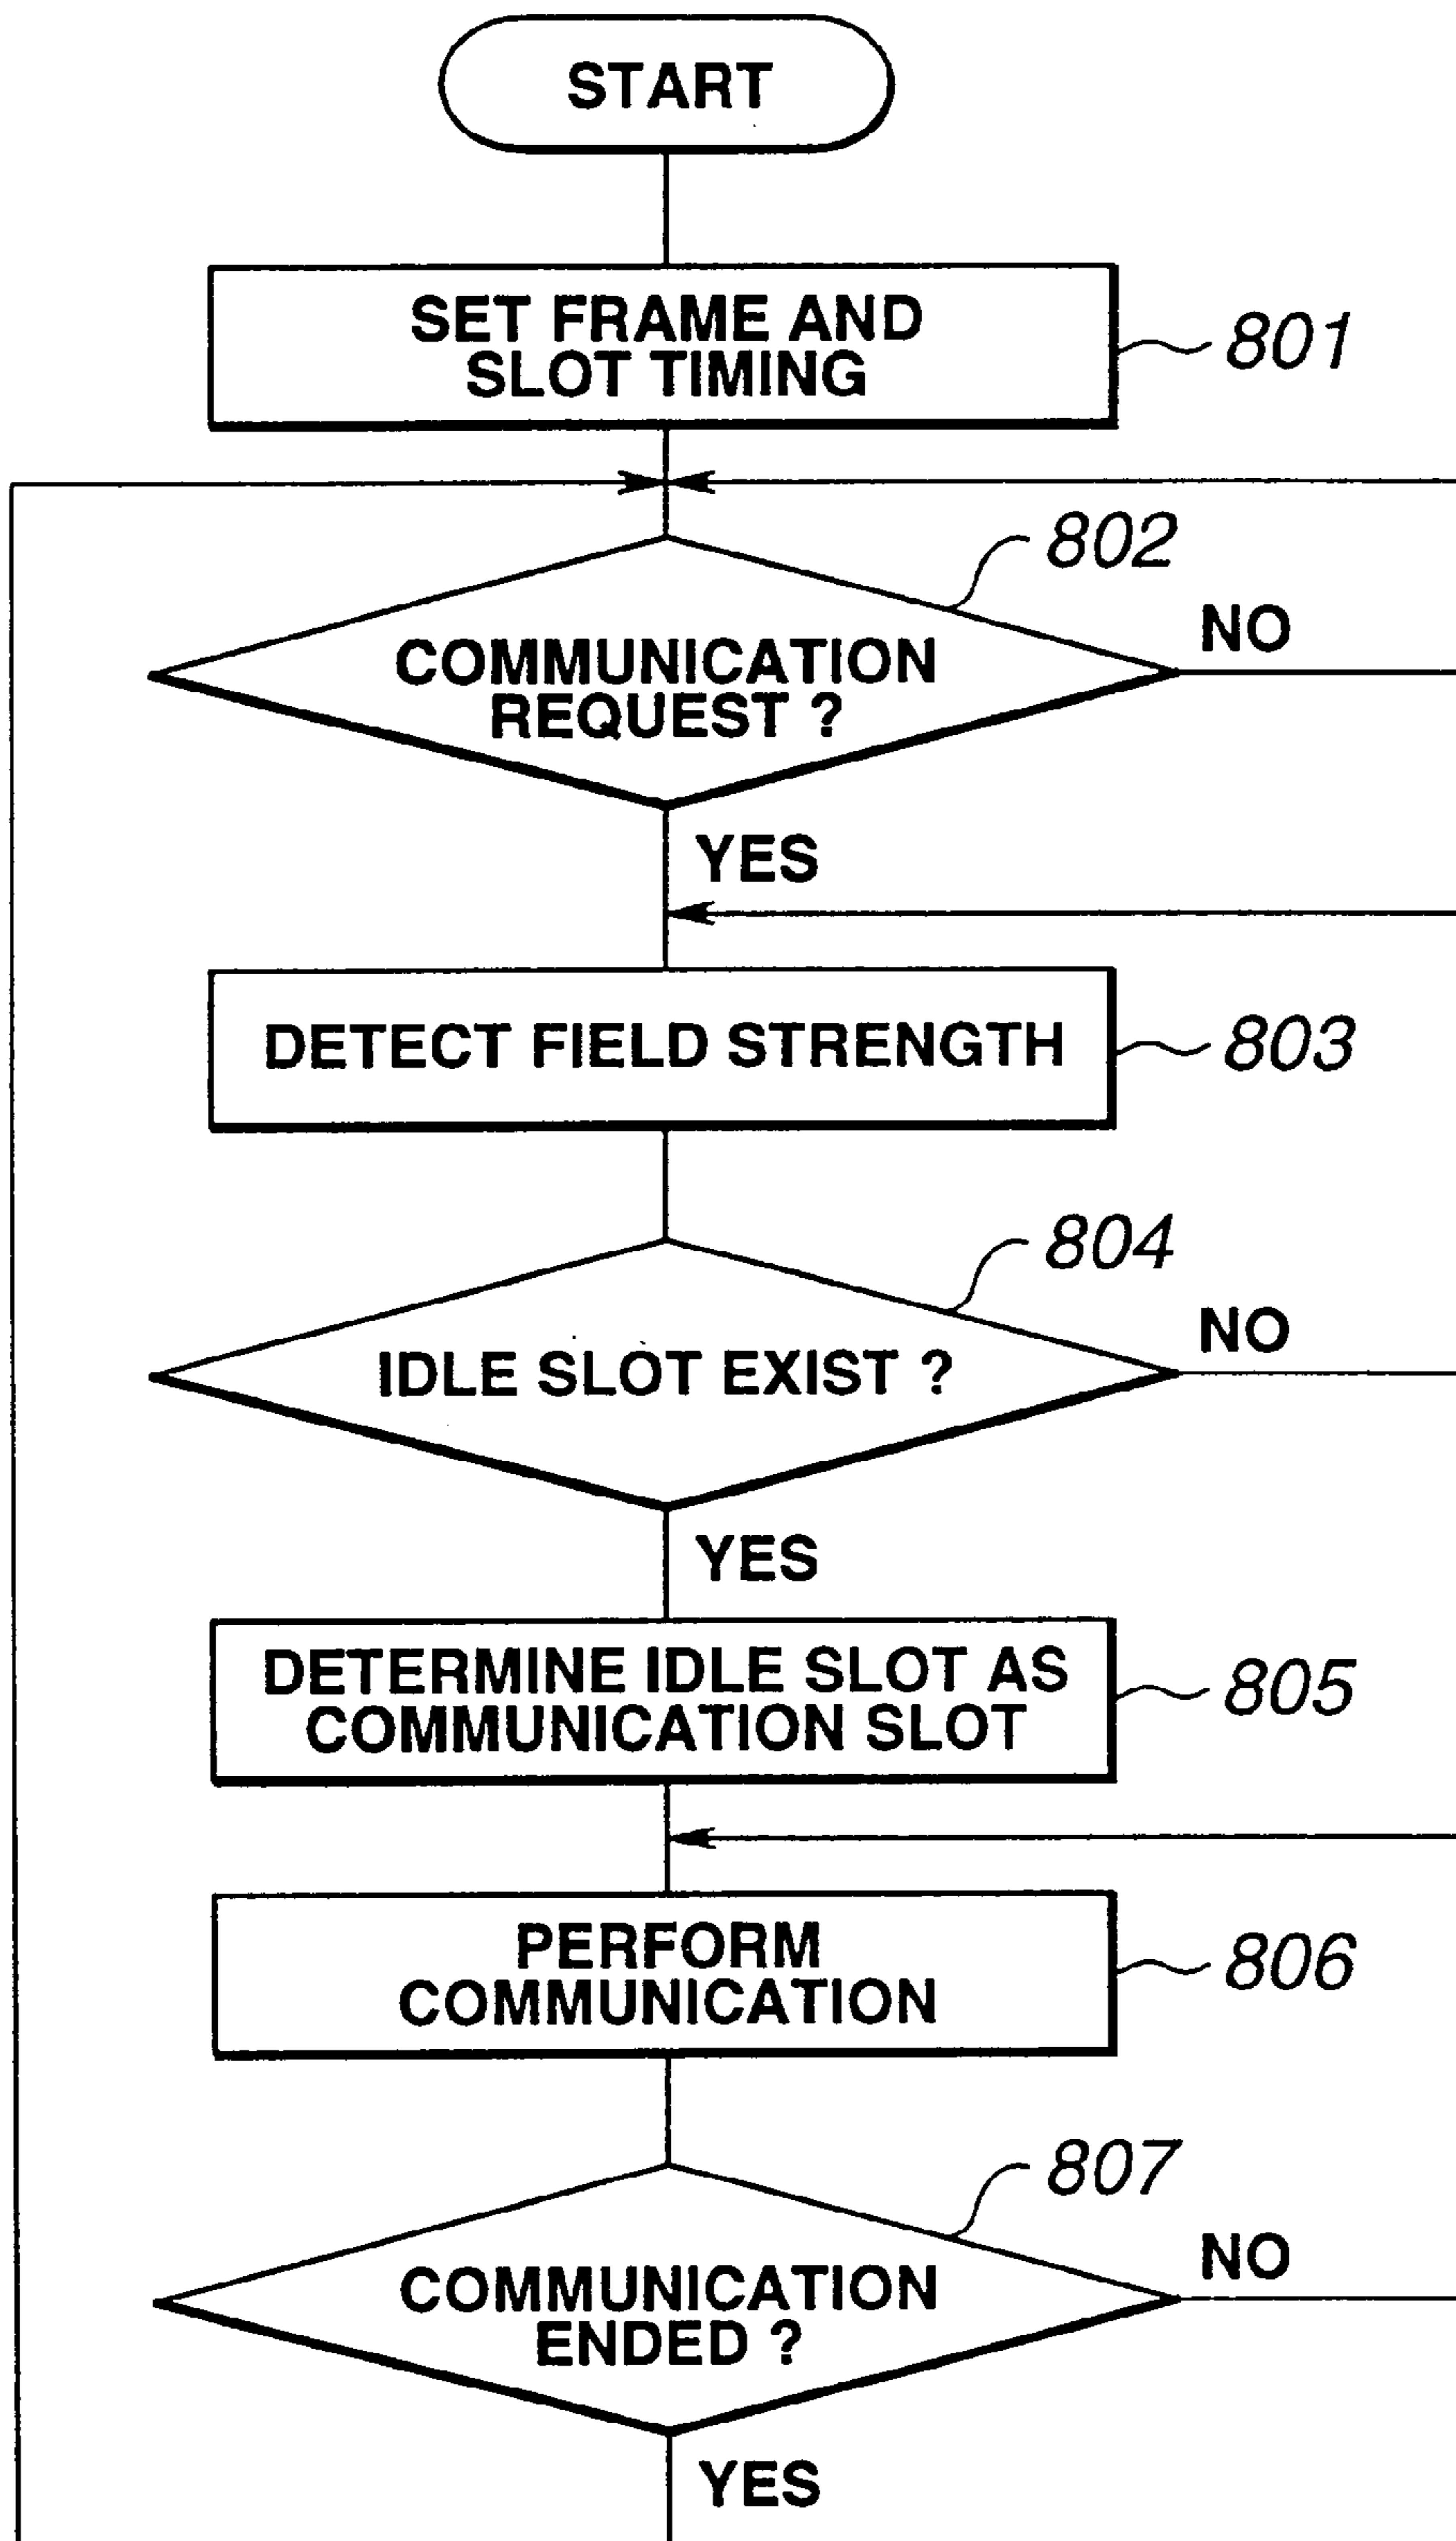 START
SET FRAME AND
SLOT TIMING
801
802
COMMUNICATION
REQUEST ?
NO
YES
DETECT FIELD STRENGTH
803
804
IDLE SLOT EXIST ?
NO
YES
DETERMINE IDLE SLOT AS
COMMUNICATION SLOT
805
PERFORM
COMMUNICATION
806
807
COMMUNICATION
ENDED ?
NO
YES